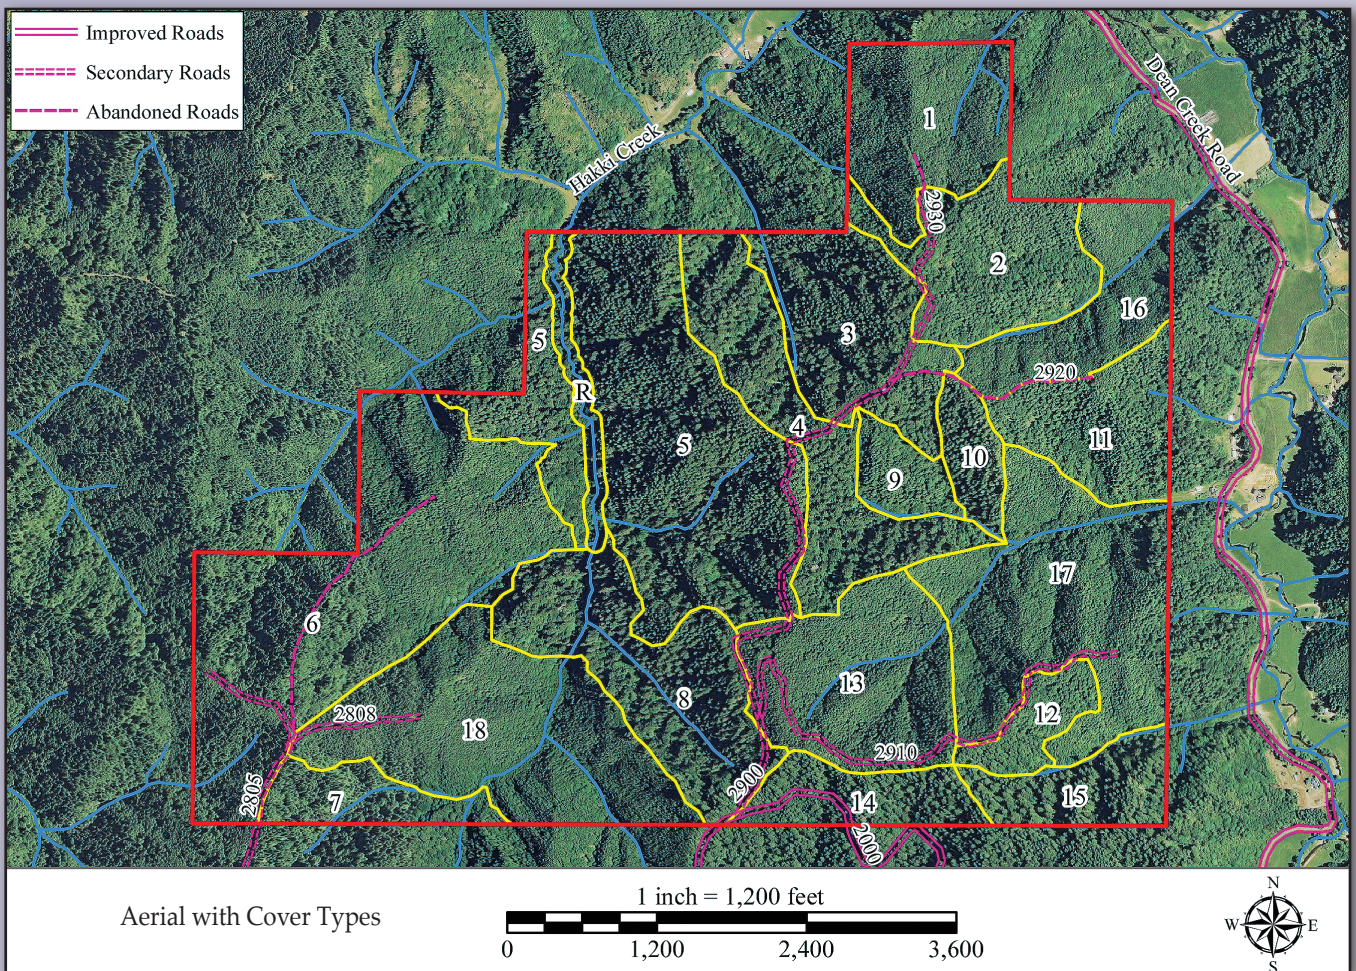 Improved Roads
Secondary Roads
Abandoned Roads
Dean Creek Road
Hakki Creek
1
2930
2
16
3
5
2920
R
4
5
11
10
9
17
6
13
8
2808
12
18
2910
2900
2805
7
14
15
2000
Aerial with Cover Types
1 inch = 1,200 feet
0 1,200 2,400 3,600
N
W E
S